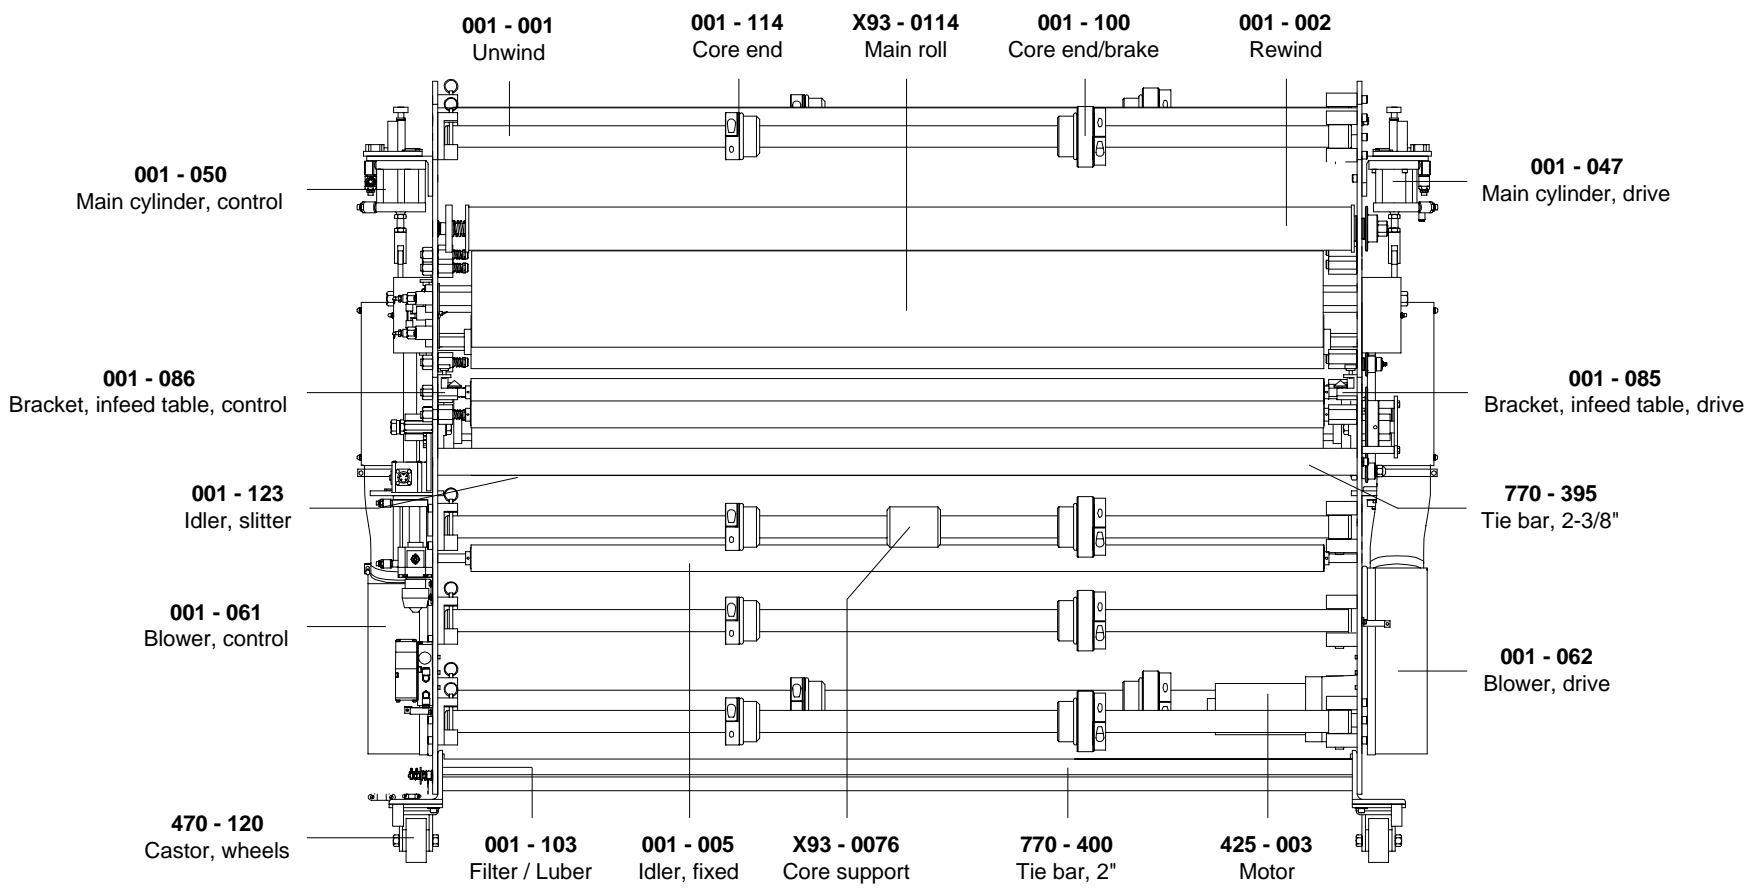 001 - 001
Unwind
001 - 114
Core end
X93 - 0114
Main roll
001 - 100
Core end/brake
001 - 002
Rewind
001 - 050
Main cylinder, control
001 - 047
Main cylinder, drive
001 - 086
Bracket, infeed table, control
001 - 085
Bracket, infeed table, drive
001 - 123
Idler, slitter
770 - 395
Tie bar, 2-3/8"
001 - 061
Blower, control
001 - 062
Blower, drive
470 - 120
Castor, wheels
001 - 103
Filter / Luber
001 - 005
Idler, fixed
X93 - 0076
Core support
770 - 400
Tie bar, 2"
425 - 003
Motor